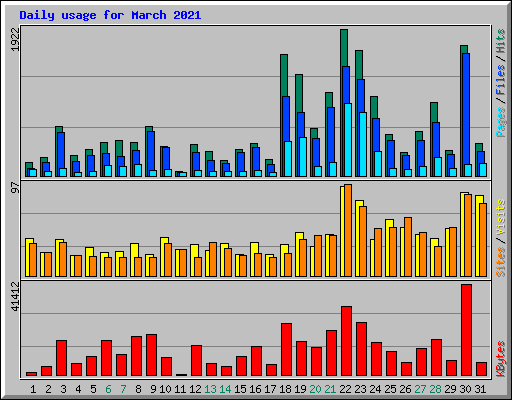 Daily usage for March 2021
1922
Pages / Files / Hits
97
Sites / Visits
41412
KBytes
1 2 3 4 5 6 7 8 9 10 11 12 13 14 15 16 17 18 19 20 21 22 23 24 25 26 27 28 29 30 31